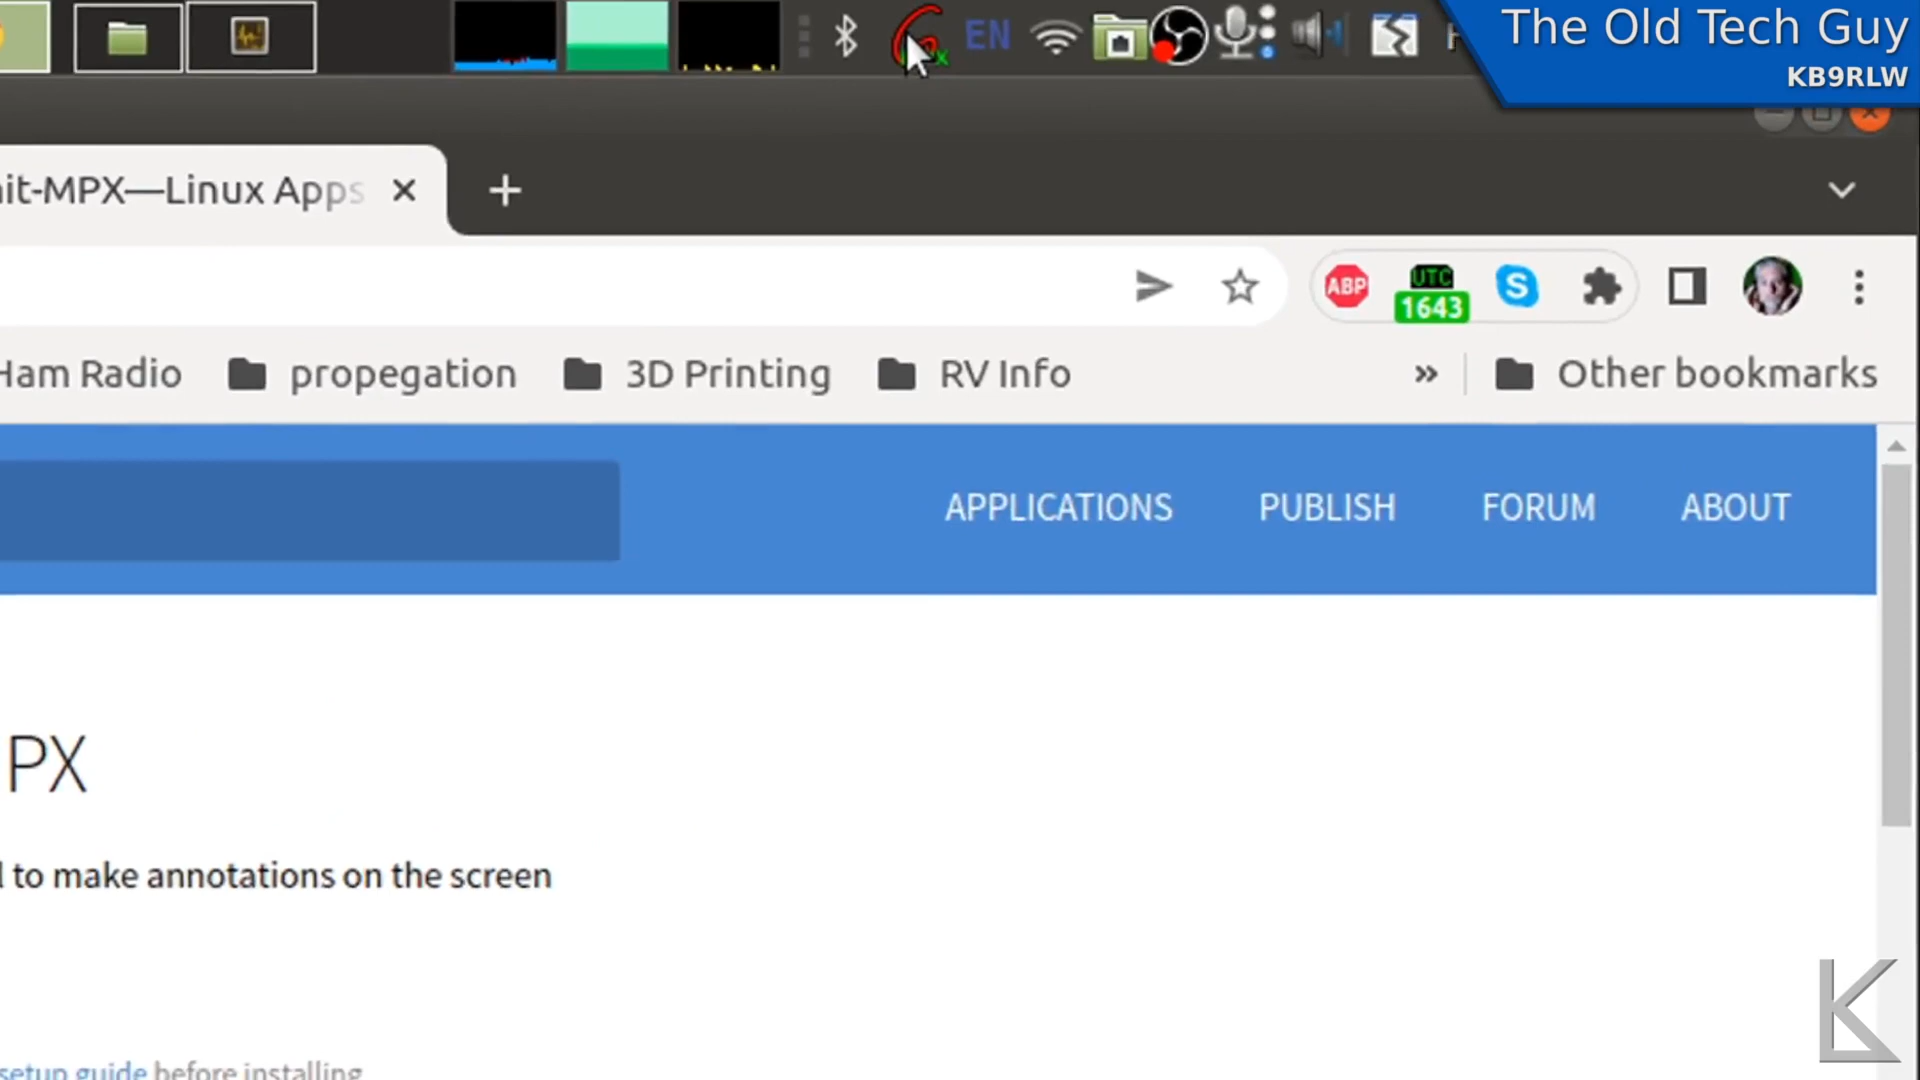 EN
The Old Tech Guy
KB9RLW
it-MPX—Linux Apps
ABP
UTC
1643
S
Ham Radio
propegation
3D Printing
RV Info
»
Other bookmarks
APPLICATIONS
PUBLISH
FORUM
ABOUT
PX
to make annotations on the screen
setup guide before installing
K